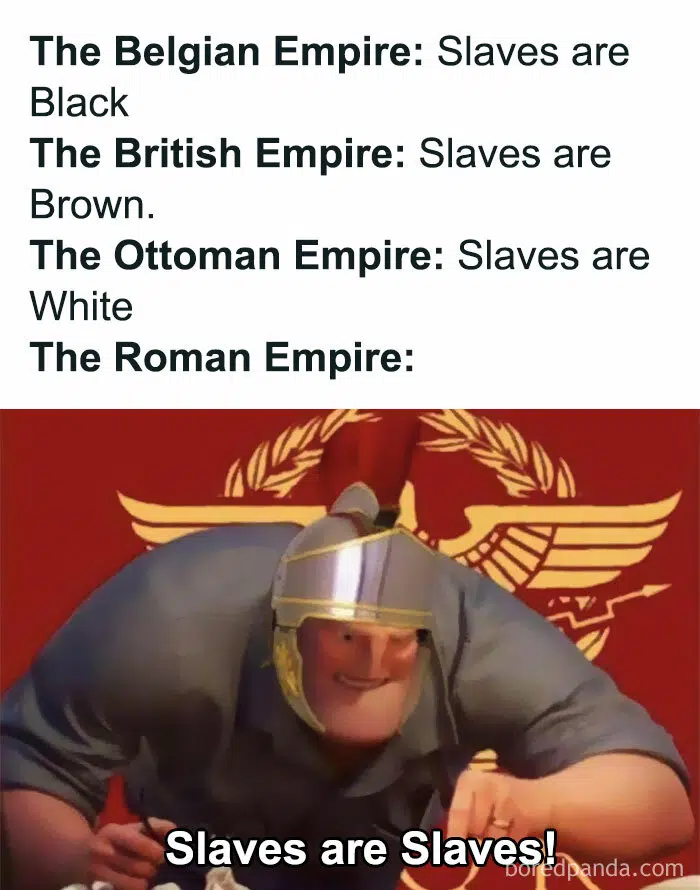 The Belgian Empire: Slaves are
Black
The British Empire: Slaves are
Brown.
The Ottoman Empire: Slaves are
White
The Roman Empire:
Slaves are Slaves!
boredpanda.com